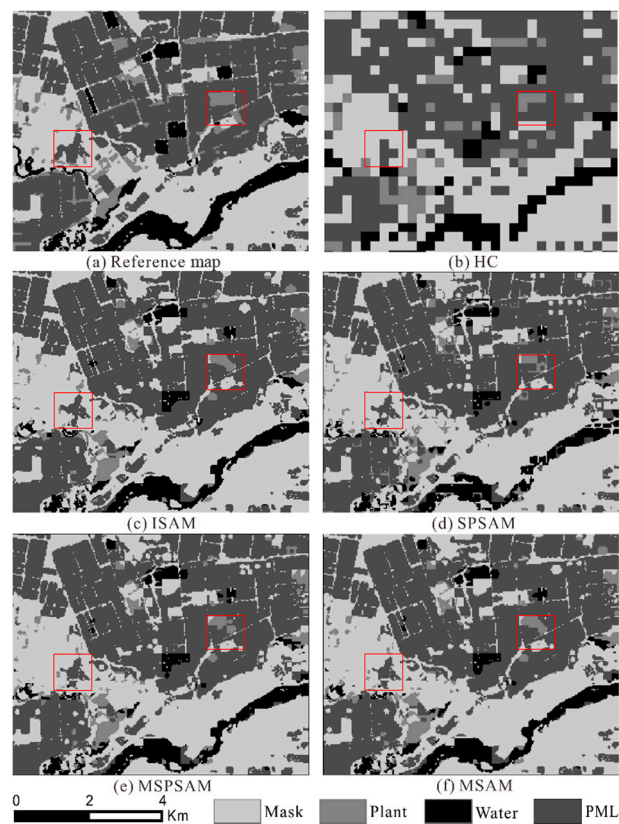 (a) Reference map
(b) HC
(c) ISAM
(d) SPSAM
(e) MSPSAM
(f) MSAM
0 2 4 Km
Mask Plant Water PML